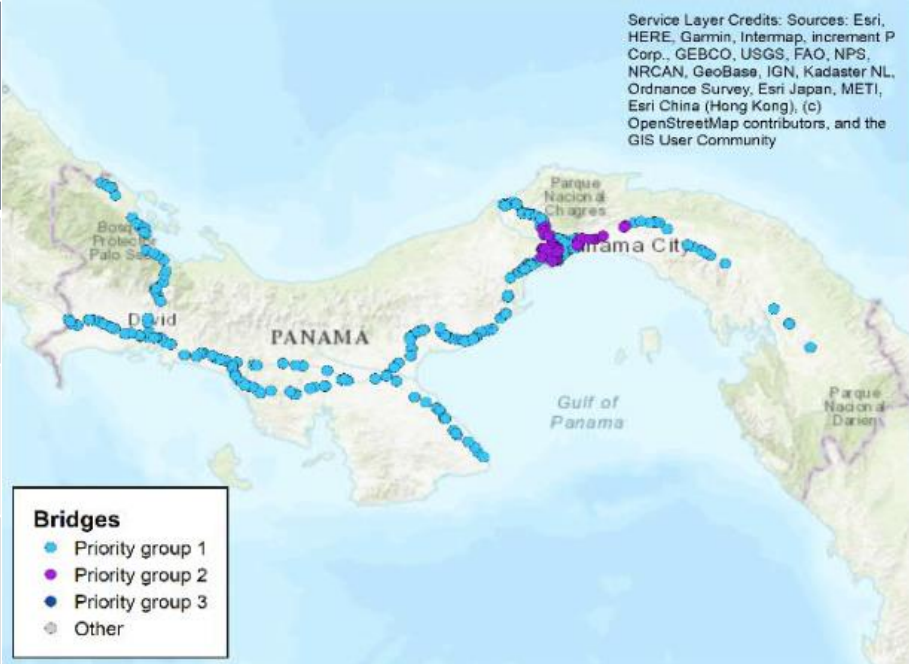 Service Layer Credits: Sources: Esri,
HERE, Garmin, Intermap, increment P
Corp., GEBCO, USGS, FAO, NPS,
NRCAN, GeoBase, IGN, Kadaster NL,
Ordnance Survey, Esri Japan, METI,
Esri China (Hong Kong), (c)
OpenStreetMap contributors, and the
GIS User Community
Parque
Nacional
Chagres
Protector
Palo
City
PANAMA
Gulf of
Panama
Parque
Nacional
Darien
Bridges
Priority group 1
Priority group 2
Priority group 3
Other